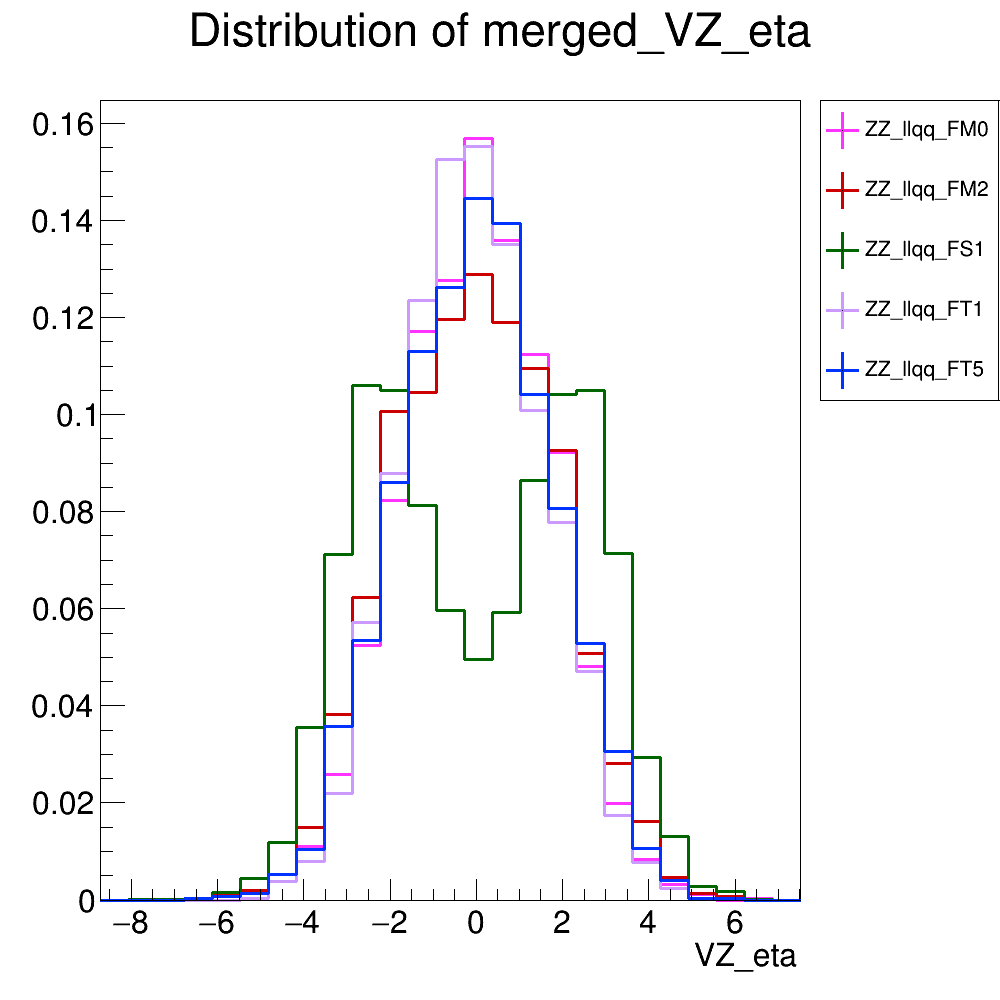 Distribution of merged_VZ_eta
0.16
0.14
0.12
0.1
0.08
0.06
0.04
0.02
0
−8 −6 −4 −2 0 2 4 6
VZ_eta
ZZ_llqq_FM0
ZZ_llqq_FM2
ZZ_llqq_FS1
ZZ_llqq_FT1
ZZ_llqq_FT5